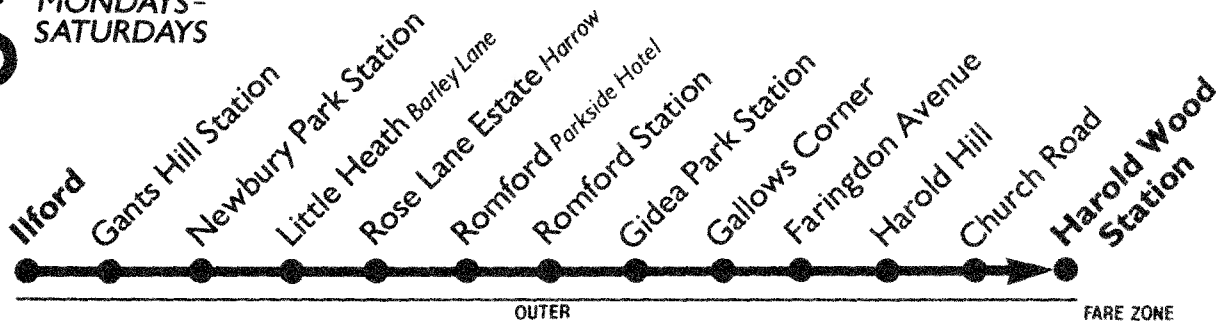 MONDAYS–
SATURDAYS
Ilford
Gants Hill Station
Newbury Park Station
Little Heath Barley Lane
Rose Lane Estate Harrow
Romford Parkside Hotel
Romford Station
Gidea Park Station
Gallows Corner
Faringdon Avenue
Harold Hill
Church Road
Harold Wood
Station
OUTER
FARE ZONE